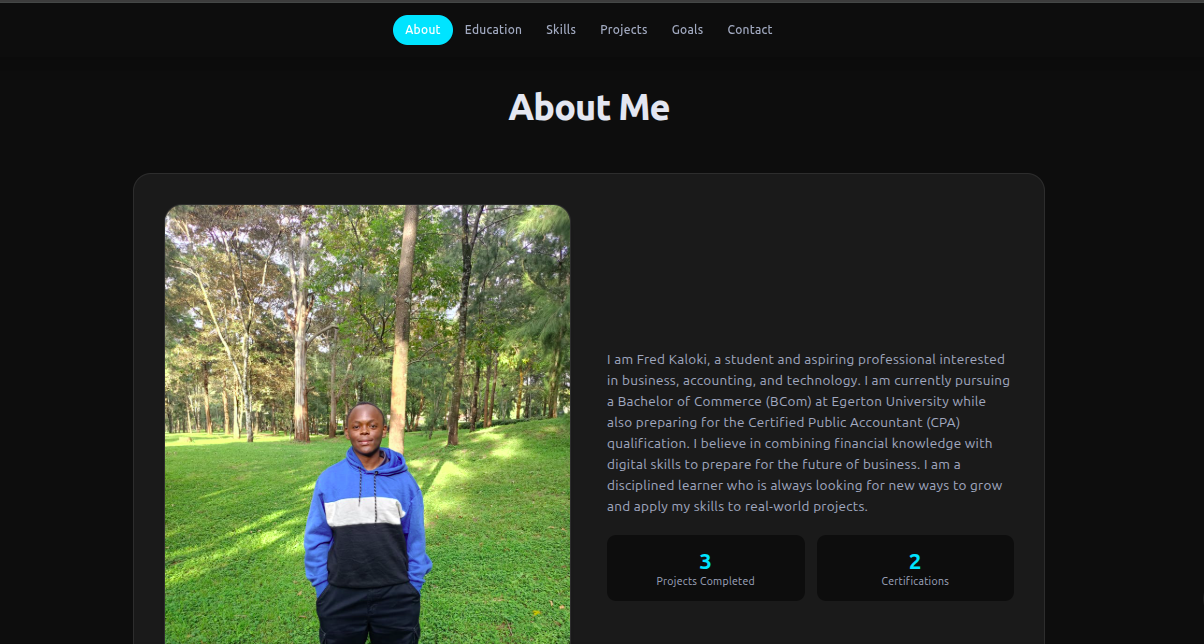 About Education Skills Projects Goals Contact
About Me
I am Fred Kaloki, a student and aspiring professional interested
in business, accounting, and technology. I am currently pursuing
a Bachelor of Commerce (BCom) at Egerton University while
also preparing for the Certified Public Accountant (CPA)
qualification. I believe in combining financial knowledge with
digital skills to prepare for the future of business. I am a
disciplined learner who is always looking for new ways to grow
and apply my skills to real-world projects.
3
Projects Completed
2
Certifications